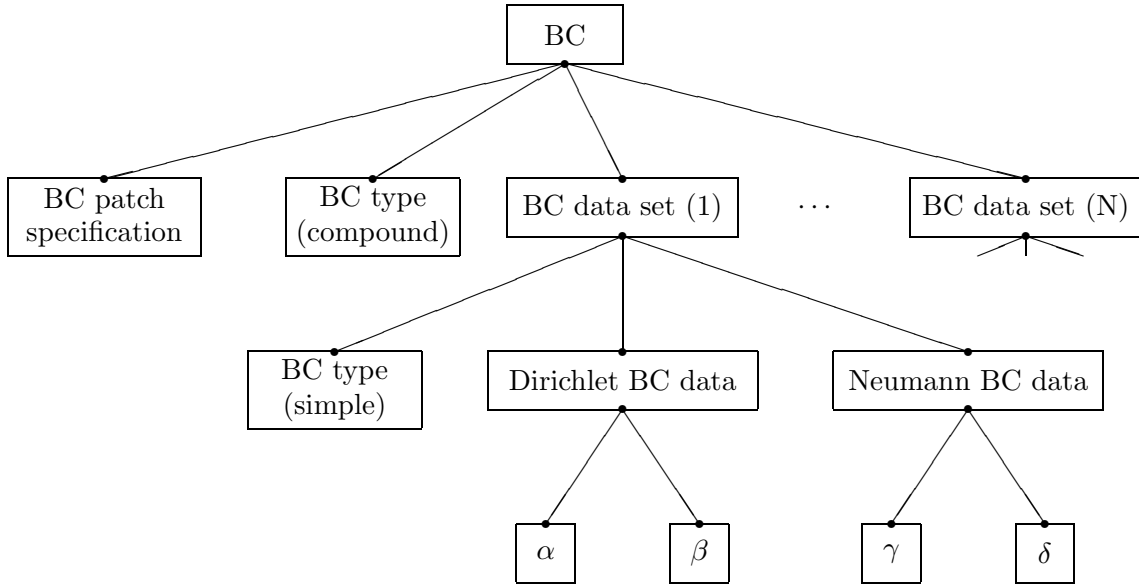 BC
BC patch
specification
BC type
(compound)
BC data set (1)
···
BC data set (N)
BC type
(simple)
Dirichlet BC data
Neumann BC data
α
β
γ
δ